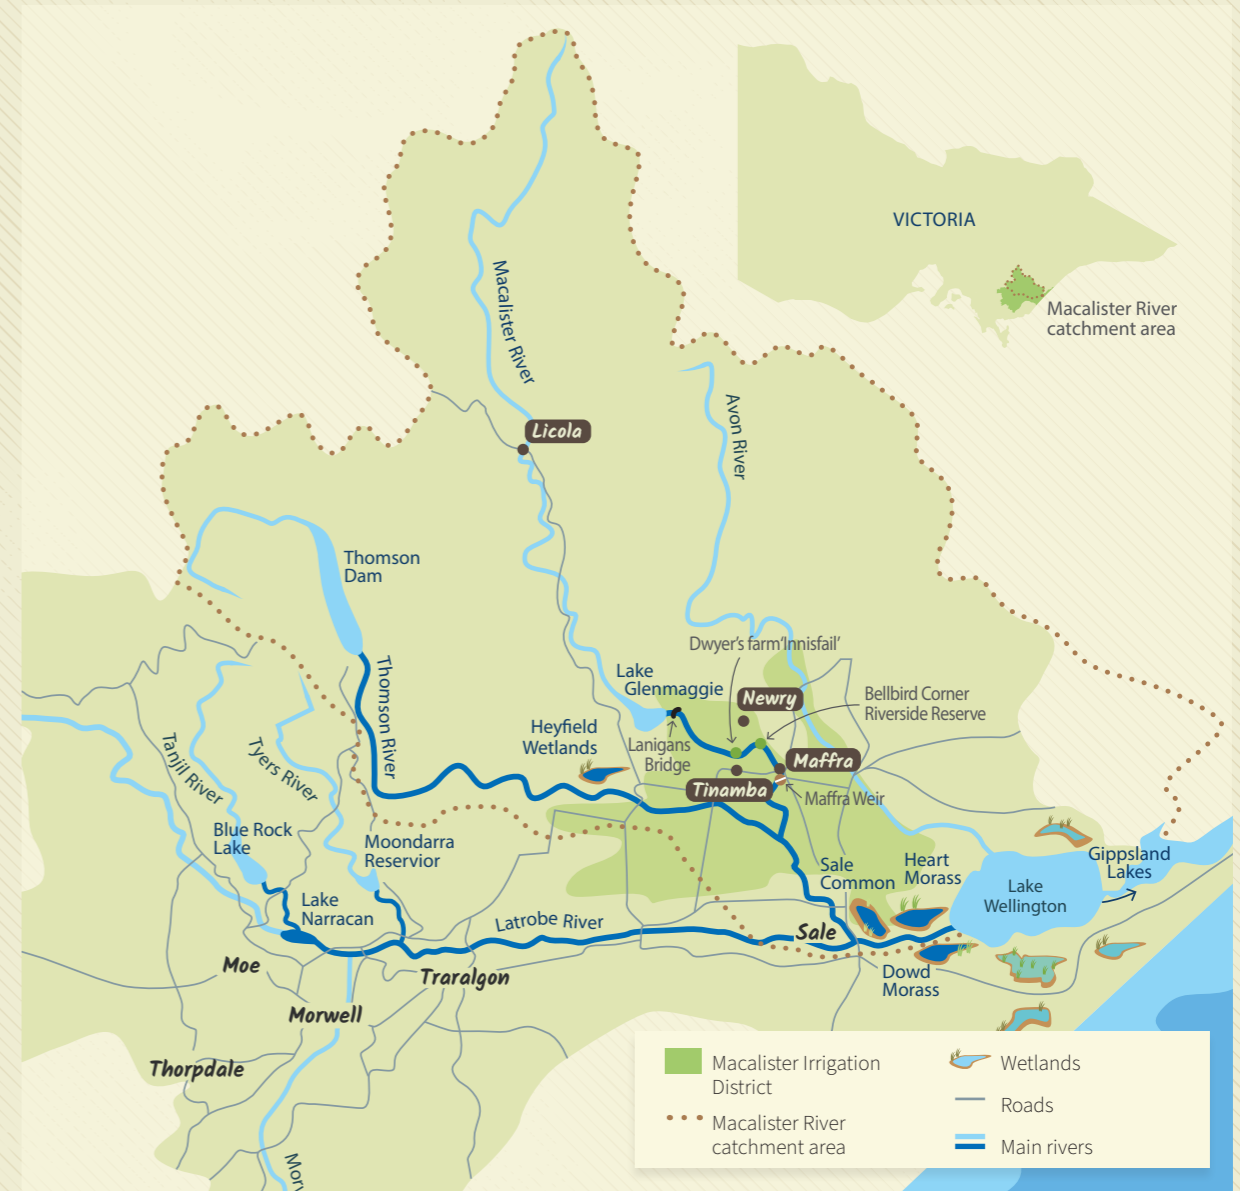 VICTORIA
Macalister River
catchment area
Macalister River
Licola
Avon River
Thomson
Dam
Thomson River
Dwyer's farm 'Innisfail'
Lake
Glenmaggie
Newry
Bellbird Corner
Riverside Reserve
Heyfield
Wetlands
Lanigans
Bridge
Maffra
Tinamba
Maffra Weir
Tanjil River
Tyers River
Blue Rock
Lake
Moondarra
Reservior
Lake
Narracan
Latrobe River
Sale
Common
Heart
Morass
Gippsland
Lakes
Lake
Wellington
Sale
Dowd
Morass
Moe
Traralgon
Morwell
Thorpdale
Morw
Macalister Irrigation
District
Macalister River
catchment area
Wetlands
Roads
Main rivers